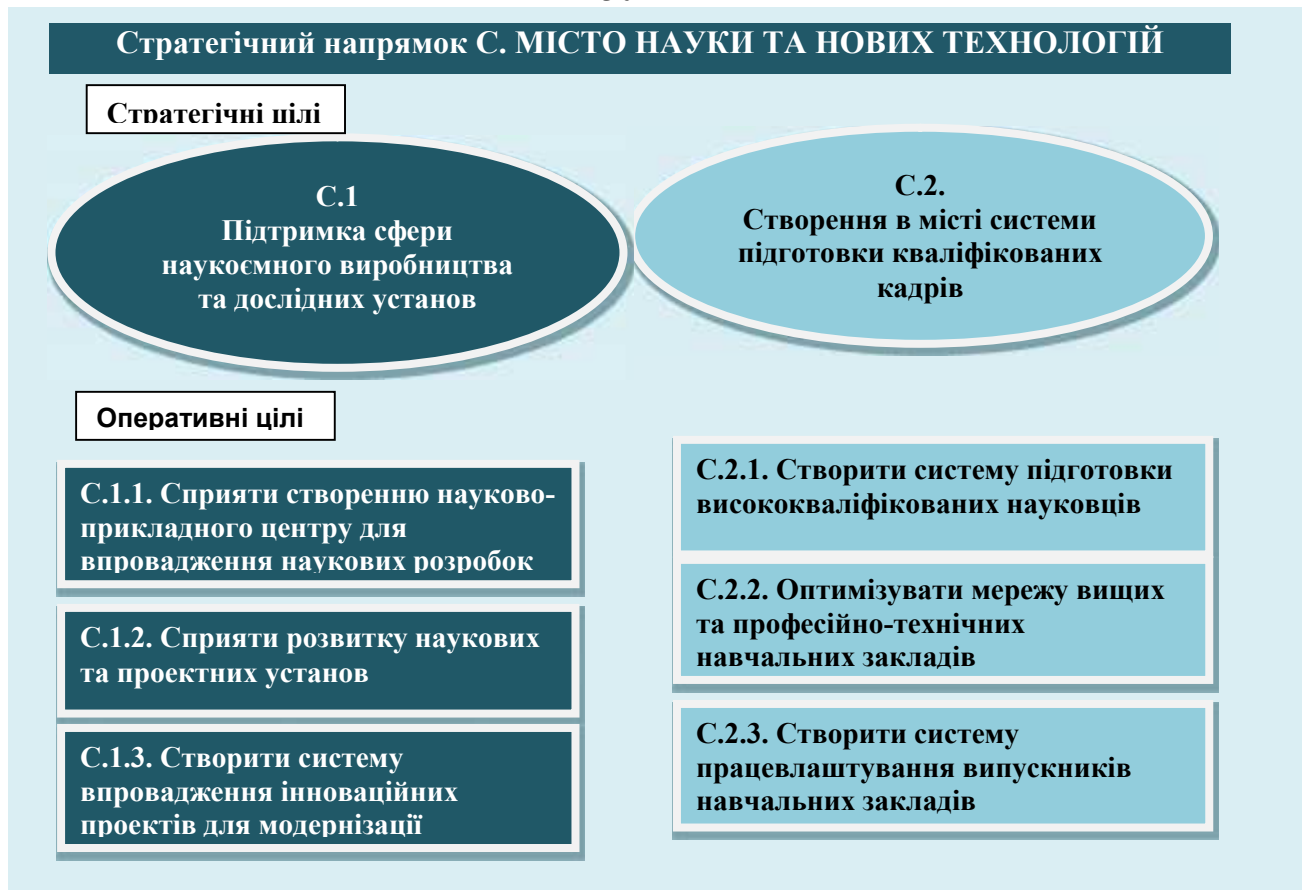 Стратегічний напрямок С. МІСТО НАУКИ ТА НОВИХ ТЕХНОЛОГІЙ
Стратегічні цілі
С.1
Підтримка сфери
наукоємного виробництва
та дослідних установ
С.2.
Створення в місті системи
підготовки кваліфікованих
кадрів
Оперативні цілі
С.1.1. Сприяти створенню науково-
прикладного центру для
впровадження наукових розробок
С.1.2. Сприяти розвитку наукових
та проектних установ
С.1.3. Створити систему
впровадження інноваційних
проектів для модернізації
С.2.1. Створити систему підготовки
висококваліфікованих науковців
С.2.2. Оптимізувати мережу вищих
та професійно-технічних
навчальних закладів
С.2.3. Створити систему
працевлаштування випускників
навчальних закладів